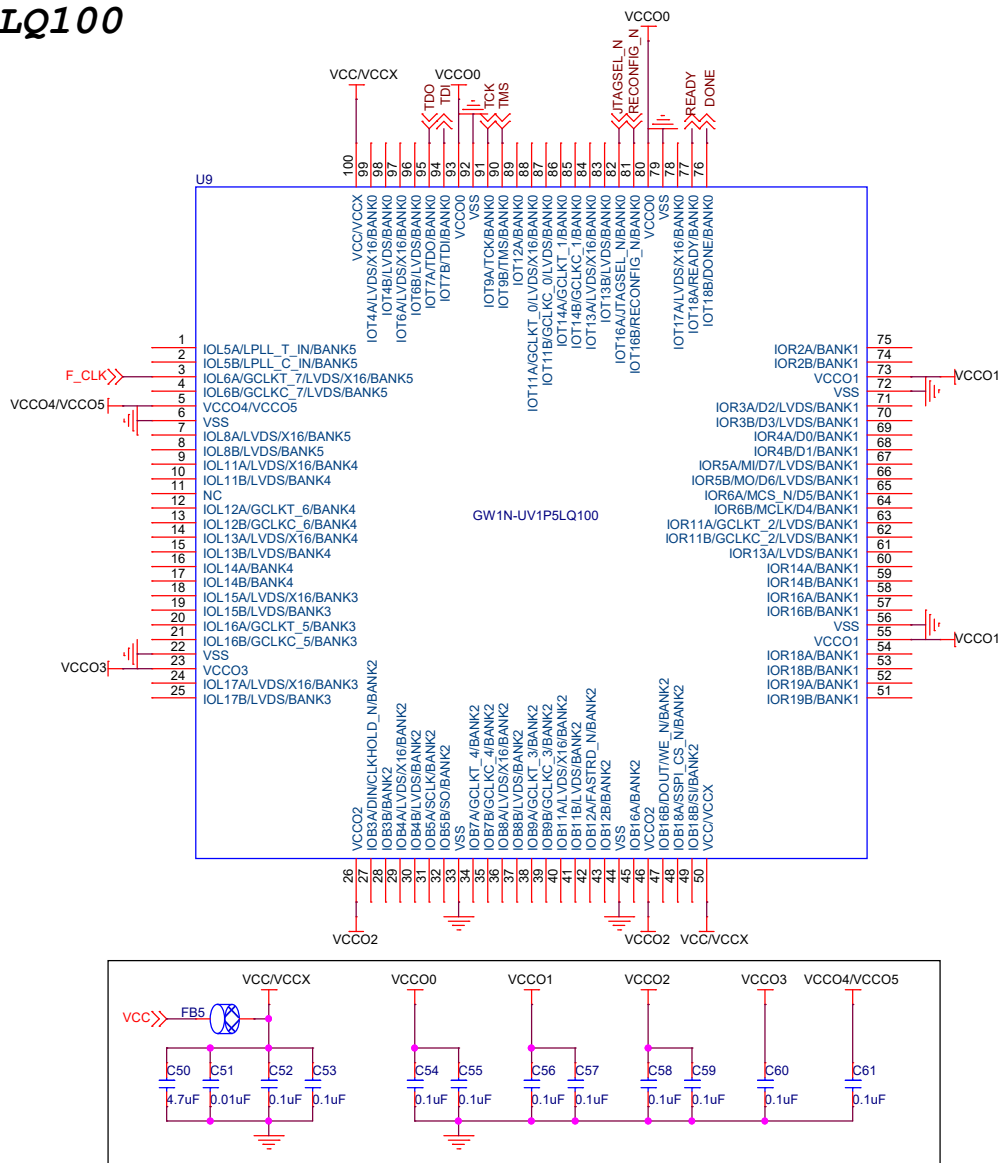 LQ100
VCCO0
VCC/VCCX
VCCO0
TDO
TDI
TCK
TMS
JTAGSEL_N
RECONFIG_N
READY
DONE
100
99
98
97
96
95
94
93
92
91
90
89
88
87
86
85
84
83
82
81
80
79
78
77
76
U9
VCC/VCCX
IOT4A/LVDS/X16/BANK0
IOT4B/LVDS/BANK0
IOT6A/LVDS/X16/BANK0
IOT6B/LVDS/BANK0
IOT7A/TDO/BANK0
IOT7B/TDI/BANK0
VCCO0
VSS
IOT9A/TCK/BANK0
IOT9B/TMS/BANK0
IOT12A/BANK0
IOT11A/GCLKT_0/LVDS/X16/BANK0
IOT11B/GCLKC_0/LVDS/BANK0
IOT14A/GCLKT_1/BANK0
IOT14B/GCLKC_1/BANK0
IOT13A/LVDS/X16/BANK0
IOT13B/LVDS/BANK0
IOT16A/JTAGSEL_N/BANK0
IOT16B/RECONFIG_N/BANK0
VCCO0
VSS
IOT17A/LVDS/X16/BANK0
IOT18A/READY/BANK0
IOT18B/DONE/BANK0
1 IOL5A/LPLL_T_IN/BANK5
2 IOL5B/LPLL_C_IN/BANK5
F_CLK 3 IOL6A/GCLKT_7/LVDS/X16/BANK5
4 IOL6B/GCLKC_7/LVDS/BANK5
VCCO4/VCCO5 5 VCCO4/VCCO5
6 VSS
7 IOL8A/LVDS/X16/BANK5
8 IOL8B/LVDS/BANK5
9 IOL11A/LVDS/X16/BANK4
10 IOL11B/LVDS/BANK4
11 NC
12 IOL12A/GCLKT_6/BANK4
13 IOL12B/GCLKC_6/BANK4
14 IOL13A/LVDS/X16/BANK4
15 IOL13B/LVDS/BANK4
16 IOL14A/BANK4
17 IOL14B/BANK4
18 IOL15A/LVDS/X16/BANK3
19 IOL15B/LVDS/BANK3
20 IOL16A/GCLKT_5/BANK3
21 IOL16B/GCLKC_5/BANK3
22 VSS
VCCO3 23 VCCO3
24 IOL17A/LVDS/X16/BANK3
25 IOL17B/LVDS/BANK3
GW1N-UV1P5LQ100
IOR2A/BANK1 75
IOR2B/BANK1 74
VCCO1 73 VCCO1
VSS 72
IOR3A/D2/LVDS/BANK1 71
IOR3B/D3/LVDS/BANK1 70
IOR4A/D0/BANK1 69
IOR4B/D1/BANK1 68
IOR5A/MI/D7/LVDS/BANK1 67
IOR5B/MO/D6/LVDS/BANK1 66
IOR6A/MCS_N/D5/BANK1 65
IOR6B/MCLK/D4/BANK1 64
IOR11A/GCLKT_2/LVDS/BANK1 63
IOR11B/GCLKC_2/LVDS/BANK1 62
IOR13A/LVDS/BANK1 61
IOR14A/BANK1 60
IOR14B/BANK1 59
IOR16A/BANK1 58
IOR16B/BANK1 57
VSS 56
VCCO1 55 VCCO1
IOR18A/BANK1 54
IOR18B/BANK1 53
IOR19A/BANK1 52
IOR19B/BANK1 51
VCCO2
IOB3A/DIN/CLKHOLD_N/BANK2
IOB3B/BANK2
IOB4A/LVDS/X16/BANK2
IOB4B/LVDS/BANK2
IOB5A/SCLK/BANK2
IOB5B/SO/BANK2
VSS
IOB7A/GCLKT_4/BANK2
IOB7B/GCLKC_4/BANK2
IOB8A/LVDS/X16/BANK2
IOB8B/LVDS/BANK2
IOB9A/GCLKT_3/BANK2
IOB9B/GCLKC_3/BANK2
IOB11A/LVDS/X16/BANK2
IOB11B/LVDS/BANK2
IOB12A/FASTRD_N/BANK2
IOB12B/BANK2
VSS
IOB16A/BANK2
VCCO2
IOB16B/DOUT/WE_N/BANK2
IOB18A/SSPI_CS_N/BANK2
IOB18B/SI/BANK2
VCC/VCCX
26
27
28
29
30
31
32
33
34
35
36
37
38
39
40
41
42
43
44
45
46
47
48
49
50
VCCO2
VCCO2
VCC/VCCX
VCC/VCCX VCCO0 VCCO1 VCCO2 VCCO3 VCCO4/VCCO5
VCC FB5
C50 C51 C52 C53 C54 C55 C56 C57 C58 C59 C60 C61
4.7uF 0.01uF 0.1uF 0.1uF 0.1uF 0.1uF 0.1uF 0.1uF 0.1uF 0.1uF 0.1uF 0.1uF